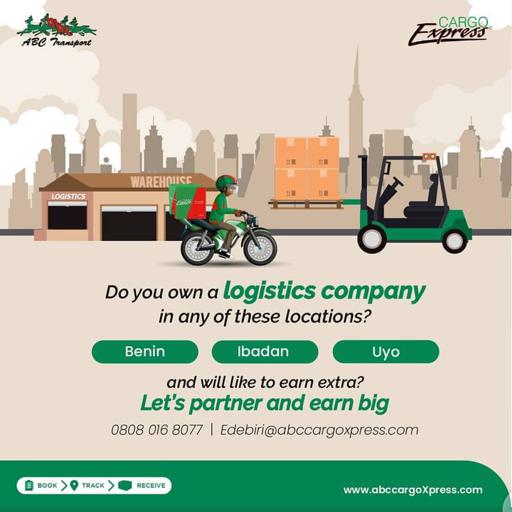 ABC Transport
CARGO
Express
WAREHOUSE
LOGISTICS
Do you own a logistics company
in any of these locations?
Benin Ibadan Uyo
and will like to earn extra?
Let's partner and earn big
0808 016 8077 | Edebiri@abccargoxpress.com
BOOK TRACK RECEIVE
www.abccargoXpress.com